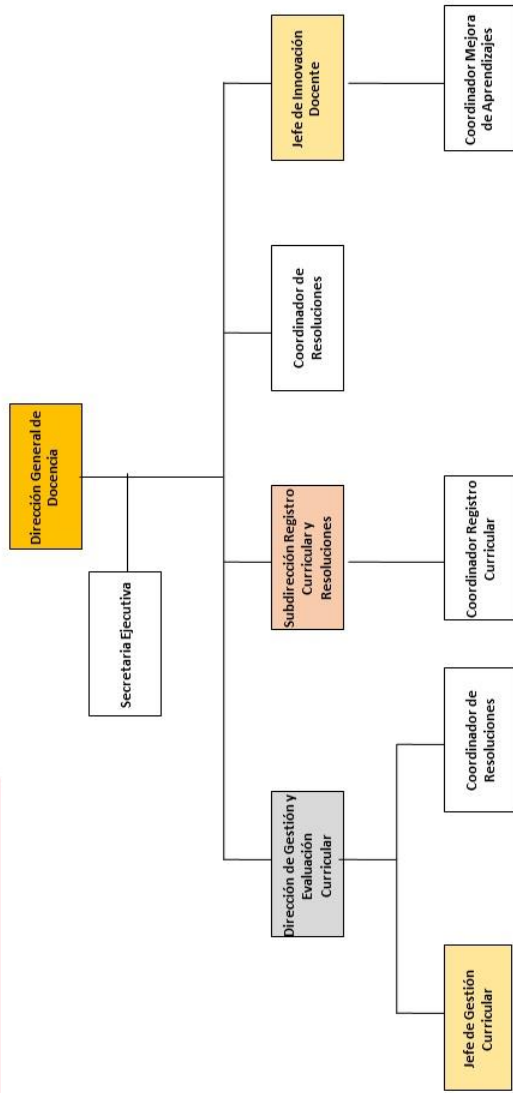 Dirección General de
Docencia
Secretaria Ejecutiva
Dirección de Gestión y
Evaluación
Curricular
Subdirección Registro
Curricular y
Resoluciones
Coordinador de
Resoluciones
Jefe de Innovación
Docente
Jefe de Gestión
Curricular
Coordinador de
Resoluciones
Coordinador Registro
Curricular
Coordinador Mejora
de Aprendizajes